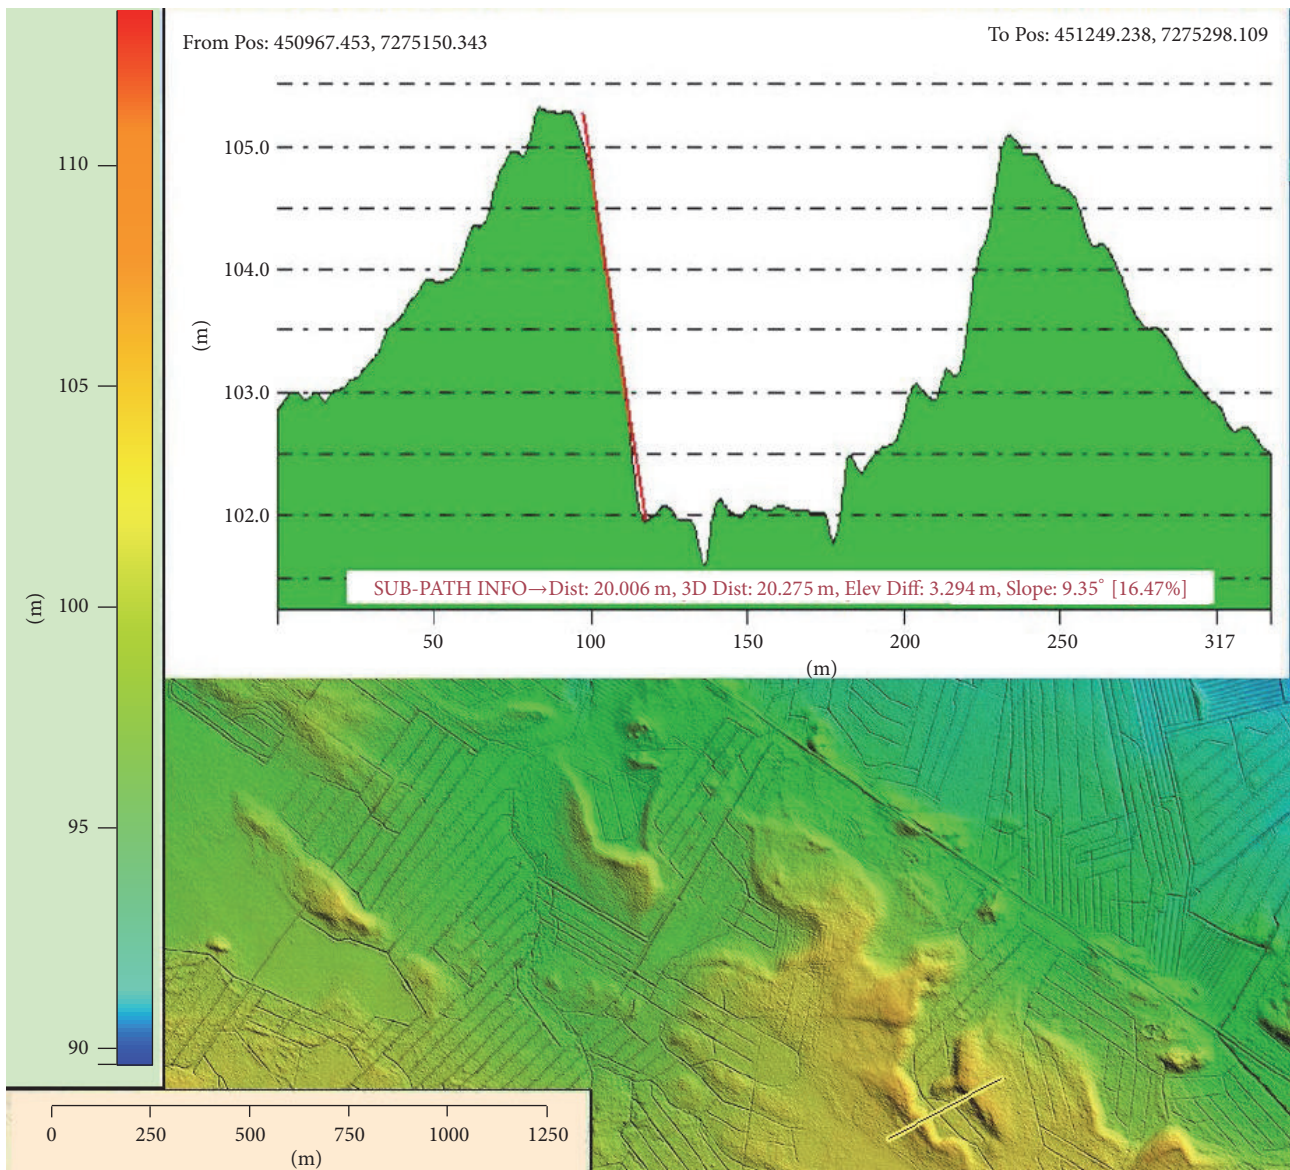 From Pos: 450967.453, 7275150.343
To Pos: 451249.238, 7275298.109
110
105
100
95
90
(m)
105.0
104.0
103.0
102.0
(m)
SUB-PATH INFO→Dist: 20.006 m, 3D Dist: 20.275 m, Elev Diff: 3.294 m, Slope: 9.35° [16.47%]
50 100 150 200 250 317
(m)
0 250 500 750 1000 1250
(m)